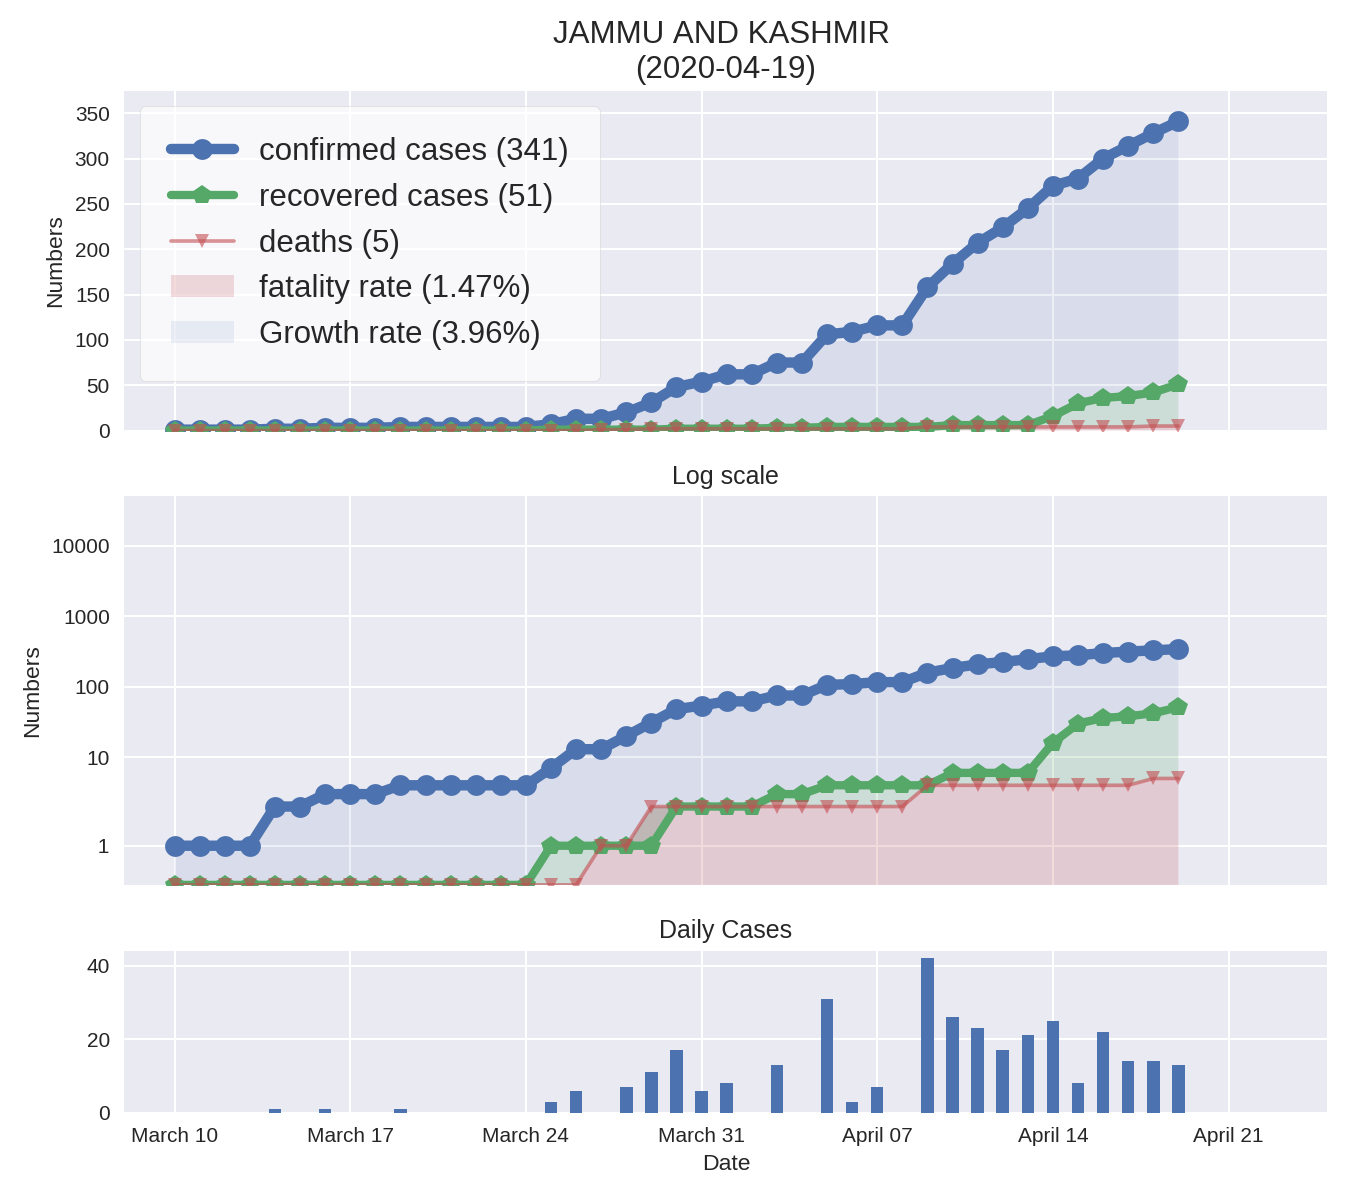 JAMMU AND KASHMIR
(2020-04-19)
350
300
250
200
150
100
50
0
Numbers
confirmed cases (341)
recovered cases (51)
deaths (5)
fatality rate (1.47%)
Growth rate (3.96%)
Log scale
10000
1000
100
10
1
Numbers
Daily Cases
40
20
0
March 10 March 17 March 24 March 31 April 07 April 14 April 21
Date